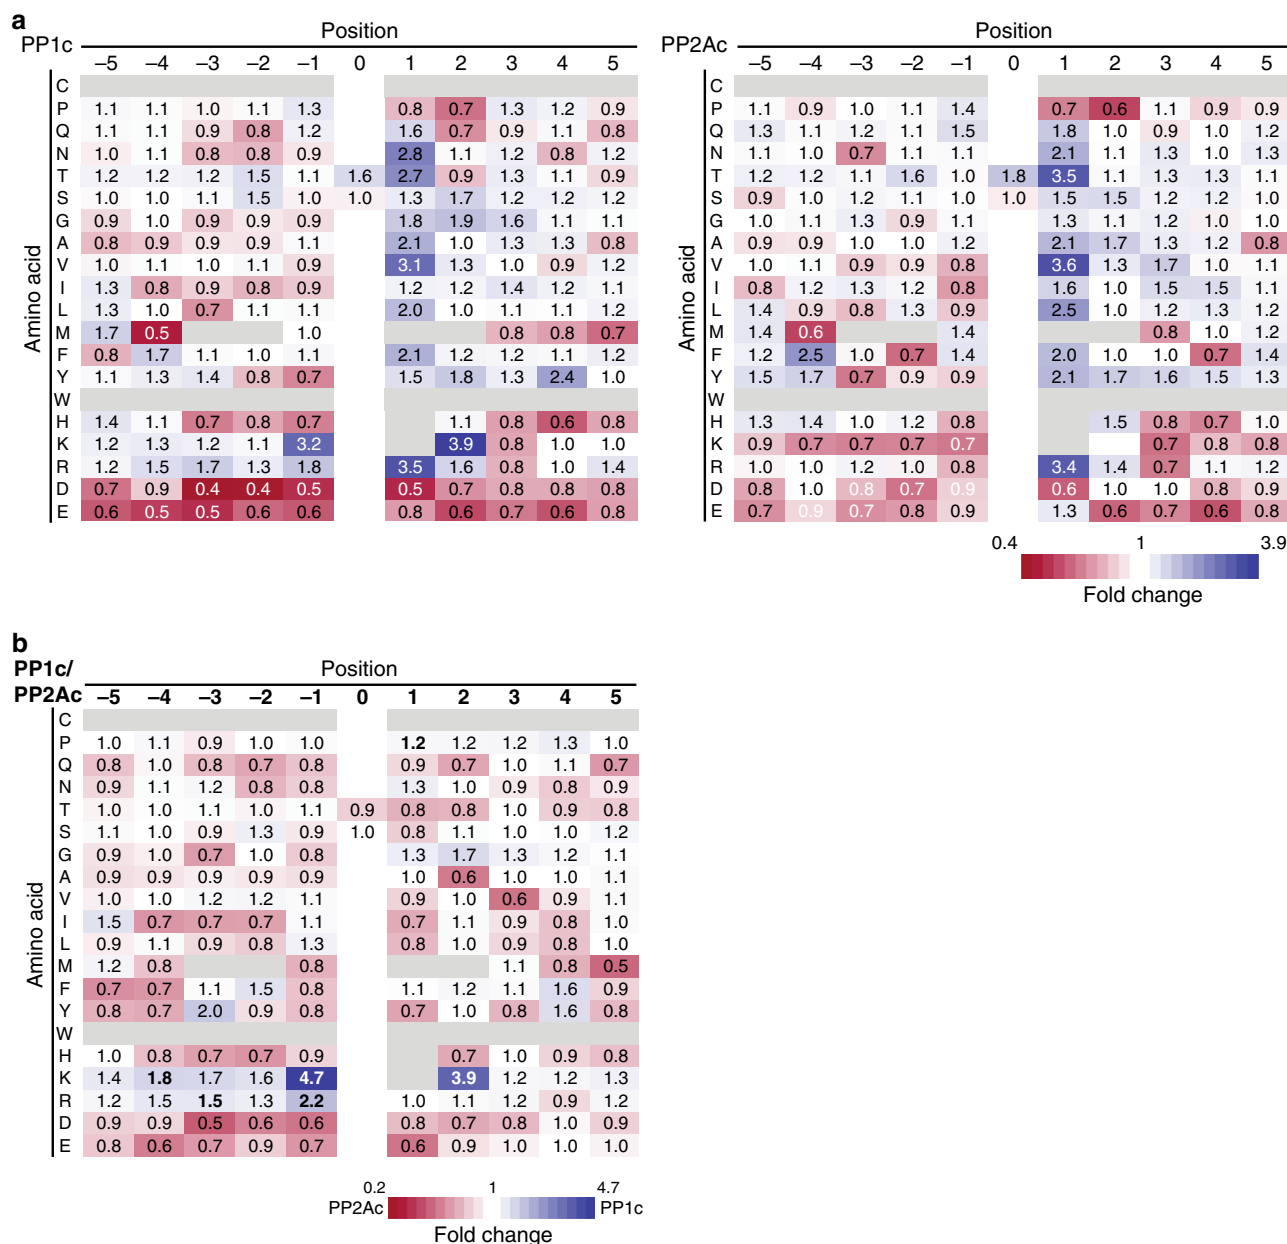 a
Position Position
PP1c PP2Ac
–5 –4 –3 –2 –1 0 1 2 3 4 5 –5 –4 –3 –2 –1 0 1 2 3 4 5
C C
P 1.1 1.1 1.0 1.1 1.3 0.8 0.7 1.3 1.2 0.9 P 1.1 0.9 1.0 1.1 1.4 0.7 0.6 1.1 0.9 0.9
Q 1.1 1.1 0.9 0.8 1.2 1.6 0.7 0.9 1.1 0.8 Q 1.3 1.1 1.2 1.1 1.5 1.8 1.0 0.9 1.0 1.2
N 1.0 1.1 0.8 0.8 0.9 2.8 1.1 1.2 0.8 1.2 N 1.1 1.0 0.7 1.1 1.1 2.1 1.1 1.3 1.0 1.3
T 1.2 1.2 1.2 1.5 1.1 1.6 2.7 0.9 1.3 1.1 0.9 T 1.2 1.2 1.1 1.6 1.0 1.8 3.5 1.1 1.3 1.3 1.1
S 1.0 1.0 1.1 1.5 1.0 1.0 1.3 1.7 1.2 1.2 1.2 S 0.9 1.0 1.2 1.1 1.0 1.0 1.5 1.5 1.2 1.2 1.0
G 0.9 1.0 0.9 0.9 0.9 1.8 1.9 1.6 1.1 1.1 G 1.0 1.1 1.3 0.9 1.1 1.3 1.1 1.2 1.0 1.0
A 0.8 0.9 0.9 0.9 1.1 2.1 1.0 1.3 1.3 0.8 A 0.9 0.9 1.0 1.0 1.2 2.1 1.7 1.3 1.2 0.8
V 1.0 1.1 1.0 1.1 0.9 3.1 1.3 1.0 0.9 1.2 V 1.0 1.1 0.9 0.9 0.8 3.6 1.3 1.7 1.0 1.1
I 1.3 0.8 0.9 0.8 0.9 1.2 1.2 1.4 1.2 1.1 I 0.8 1.2 1.3 1.2 0.8 1.6 1.0 1.5 1.5 1.1
L 1.3 1.0 0.7 1.1 1.1 2.0 1.0 1.1 1.1 1.2 L 1.4 0.9 0.8 1.3 0.9 2.5 1.0 1.2 1.3 1.2
M 1.7 0.5 1.0 0.8 0.8 0.7 M 1.4 0.6 1.4 0.8 1.0 1.2
F 0.8 1.7 1.1 1.0 1.1 2.1 1.2 1.2 1.1 1.2 F 1.2 2.5 1.0 0.7 1.4 2.0 1.0 1.0 0.7 1.4
Y 1.1 1.3 1.4 0.8 0.7 1.5 1.8 1.3 2.4 1.0 Y 1.5 1.7 0.7 0.9 0.9 2.1 1.7 1.6 1.5 1.3
W W
H 1.4 1.1 0.7 0.8 0.7 1.1 0.8 0.6 0.8 H 1.3 1.4 1.0 1.2 0.8 1.5 0.8 0.7 1.0
K 1.2 1.3 1.2 1.1 3.2 3.9 0.8 1.0 1.0 K 0.9 0.7 0.7 0.7 0.7 0.7 0.8 0.8
R 1.2 1.5 1.7 1.3 1.8 3.5 1.6 0.8 1.0 1.4 R 1.0 1.0 1.2 1.0 0.8 3.4 1.4 0.7 1.1 1.2
D 0.7 0.9 0.4 0.4 0.5 0.5 0.7 0.8 0.8 0.8 D 0.8 1.0 0.8 0.7 0.9 0.6 1.0 1.0 0.8 0.9
E 0.6 0.5 0.5 0.6 0.6 0.8 0.6 0.7 0.6 0.8 E 0.7 0.9 0.7 0.8 0.9 1.3 0.6 0.7 0.6 0.8
Amino acid Amino acid
0.4 1 3.9
Fold change
b
PP1c/ Position
PP2Ac –5 –4 –3 –2 –1 0 1 2 3 4 5
C
P 1.0 1.1 0.9 1.0 1.0 1.2 1.2 1.2 1.3 1.0
Q 0.8 1.0 0.8 0.7 0.8 0.9 0.7 1.0 1.1 0.7
N 0.9 1.1 1.2 0.8 0.8 1.3 1.0 0.9 0.8 0.9
T 1.0 1.0 1.1 1.0 1.1 0.9 0.8 0.8 1.0 0.9 0.8
S 1.1 1.0 0.9 1.3 0.9 1.0 0.8 1.1 1.0 1.0 1.2
G 0.9 1.0 0.7 1.0 0.8 1.3 1.7 1.3 1.2 1.1
A 0.9 0.9 0.9 0.9 0.9 1.0 0.6 1.0 1.0 1.1
V 1.0 1.0 1.2 1.2 1.1 0.9 1.0 0.6 0.9 1.1
I 1.5 0.7 0.7 0.7 1.1 0.7 1.1 0.9 0.8 1.0
L 0.9 1.1 0.9 0.8 1.3 0.8 1.0 0.9 0.8 1.0
M 1.2 0.8 0.8 1.1 0.8 0.5
F 0.7 0.7 1.1 1.5 0.8 1.1 1.2 1.1 1.6 0.9
Y 0.8 0.7 2.0 0.9 0.8 0.7 1.0 0.8 1.6 0.8
W
H 1.0 0.8 0.7 0.7 0.9 0.7 1.0 0.9 0.8
K 1.4 1.8 1.7 1.6 4.7 3.9 1.2 1.2 1.3
R 1.2 1.5 1.5 1.3 2.2 1.0 1.1 1.2 0.9 1.2
D 0.9 0.9 0.5 0.6 0.6 0.8 0.7 0.8 1.0 0.9
E 0.8 0.6 0.7 0.9 0.7 0.6 0.9 1.0 1.0 1.0
Amino acid
0.2 1 4.7
PP2Ac PP1c
Fold change